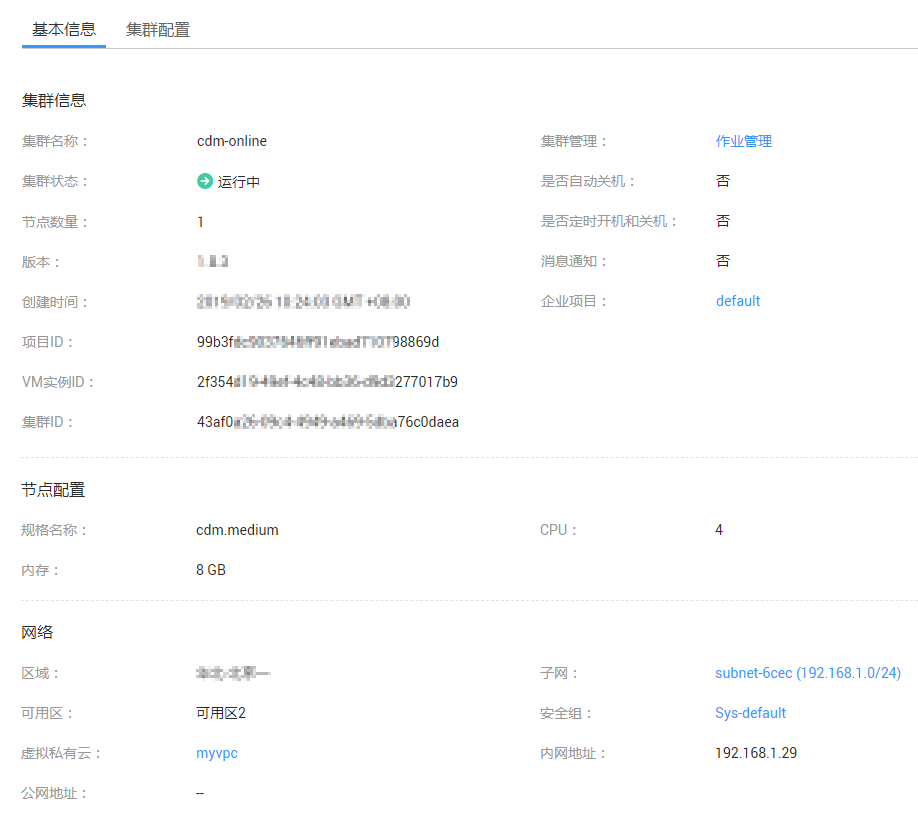 基本信息 集群配置
集群信息
集群名称： cdm-online 集群管理： 作业管理
集群状态： 运行中 是否自动关机： 否
节点数量： 1 是否定时开机和关机： 否
版本： 消息通知： 否
创建时间： 企业项目： default
项目ID： 99b3f 98869d
VM实例ID： 2f354 277017b9
集群ID： 43af0 76c0daea
节点配置
规格名称： cdm.medium CPU： 4
内存： 8 GB
网络
区域： 子网： subnet-6cec (192.168.1.0/24)
可用区： 可用区2 安全组： Sys-default
虚拟私有云： myvpc 内网地址： 192.168.1.29
公网地址： --